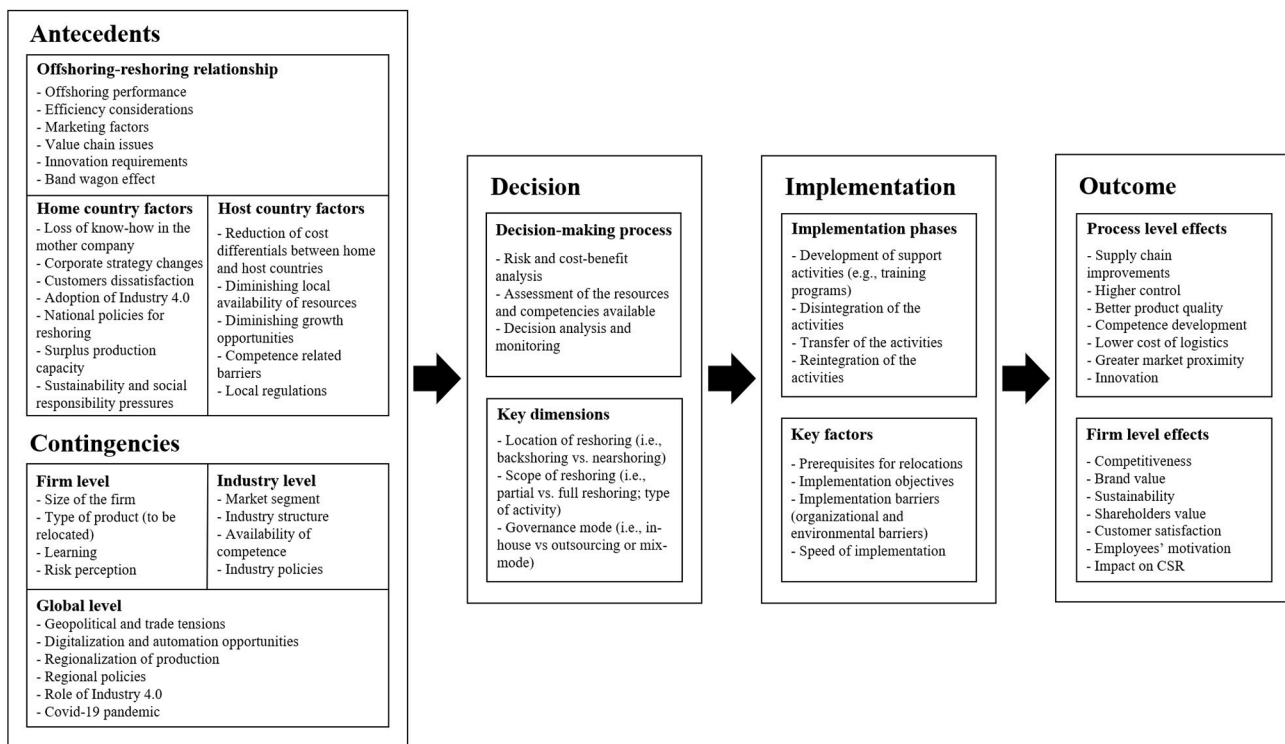 Antecedents
Offshoring-reshoring relationship
- Offshoring performance
- Efficiency considerations
- Marketing factors
- Value chain issues
- Innovation requirements
- Band wagon effect
Home country factors
- Loss of know-how in the
mother company
- Corporate strategy changes
- Customers dissatisfaction
- Adoption of Industry 4.0
- National policies for
reshoring
- Surplus production
capacity
- Sustainability and social
responsibility pressures
Host country factors
- Reduction of cost
differentials between home
and host countries
- Diminishing local
availability of resources
- Diminishing growth
opportunities
- Competence related
barriers
- Local regulations
Contingencies
Firm level
- Size of the firm
- Type of product (to be
relocated)
- Learning
- Risk perception
Industry level
- Market segment
- Industry structure
- Availability of
competence
- Industry policies
Global level
- Geopolitical and trade tensions
- Digitalization and automation opportunities
- Regionalization of production
- Regional policies
- Role of Industry 4.0
- Covid-19 pandemic
Decision
Decision-making process
- Risk and cost-benefit
analysis
- Assessment of the resources
and competencies available
- Decision analysis and
monitoring
Key dimensions
- Location of reshoring (i.e.,
backshoring vs. nearshoring)
- Scope of reshoring (i.e.,
partial vs. full reshoring; type
of activity)
- Governance mode (i.e., in-
house vs outsourcing or mix-
mode)
Implementation
Implementation phases
- Development of support
activities (e.g., training
programs)
- Disintegration of the
activities
- Transfer of the activities
- Reintegration of the
activities
Key factors
- Prerequisites for relocations
- Implementation objectives
- Implementation barriers
(organizational and
environmental barriers)
- Speed of implementation
Outcome
Process level effects
- Supply chain
improvements
- Higher control
- Better product quality
- Competence development
- Lower cost of logistics
- Greater market proximity
- Innovation
Firm level effects
- Competitiveness
- Brand value
- Sustainability
- Shareholders value
- Customer satisfaction
- Employees’ motivation
- Impact on CSR